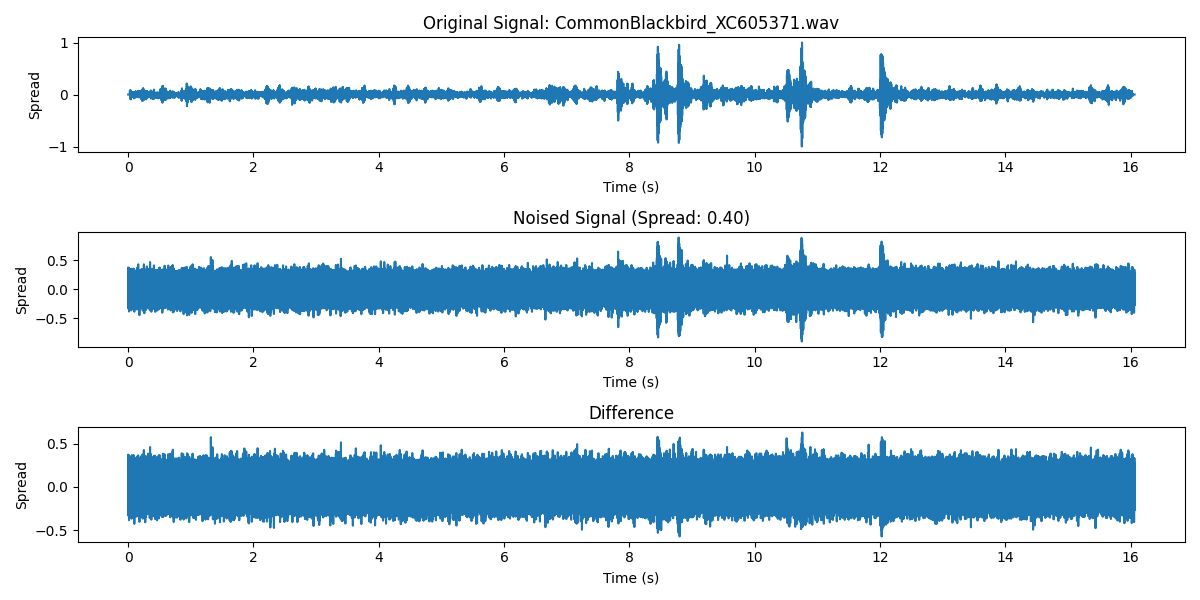 Original Signal: CommonBlackbird_XC605371.wav
1
0
−1
Spread
0 2 4 6 8 10 12 14 16
Time (s)
Noised Signal (Spread: 0.40)
0.5
0.0
−0.5
Spread
0 2 4 6 8 10 12 14 16
Time (s)
Difference
0.5
0.0
−0.5
Spread
0 2 4 6 8 10 12 14 16
Time (s)